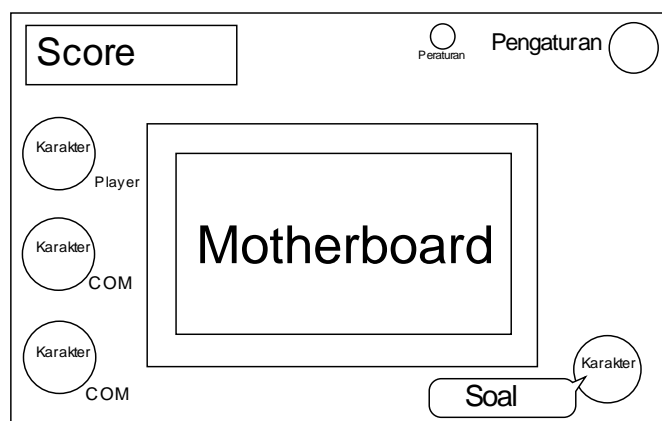 Score
Peraturan
Pengaturan
Karakter
Player
Karakter
COM
Motherboard
Karakter
COM
Karakter
Soal